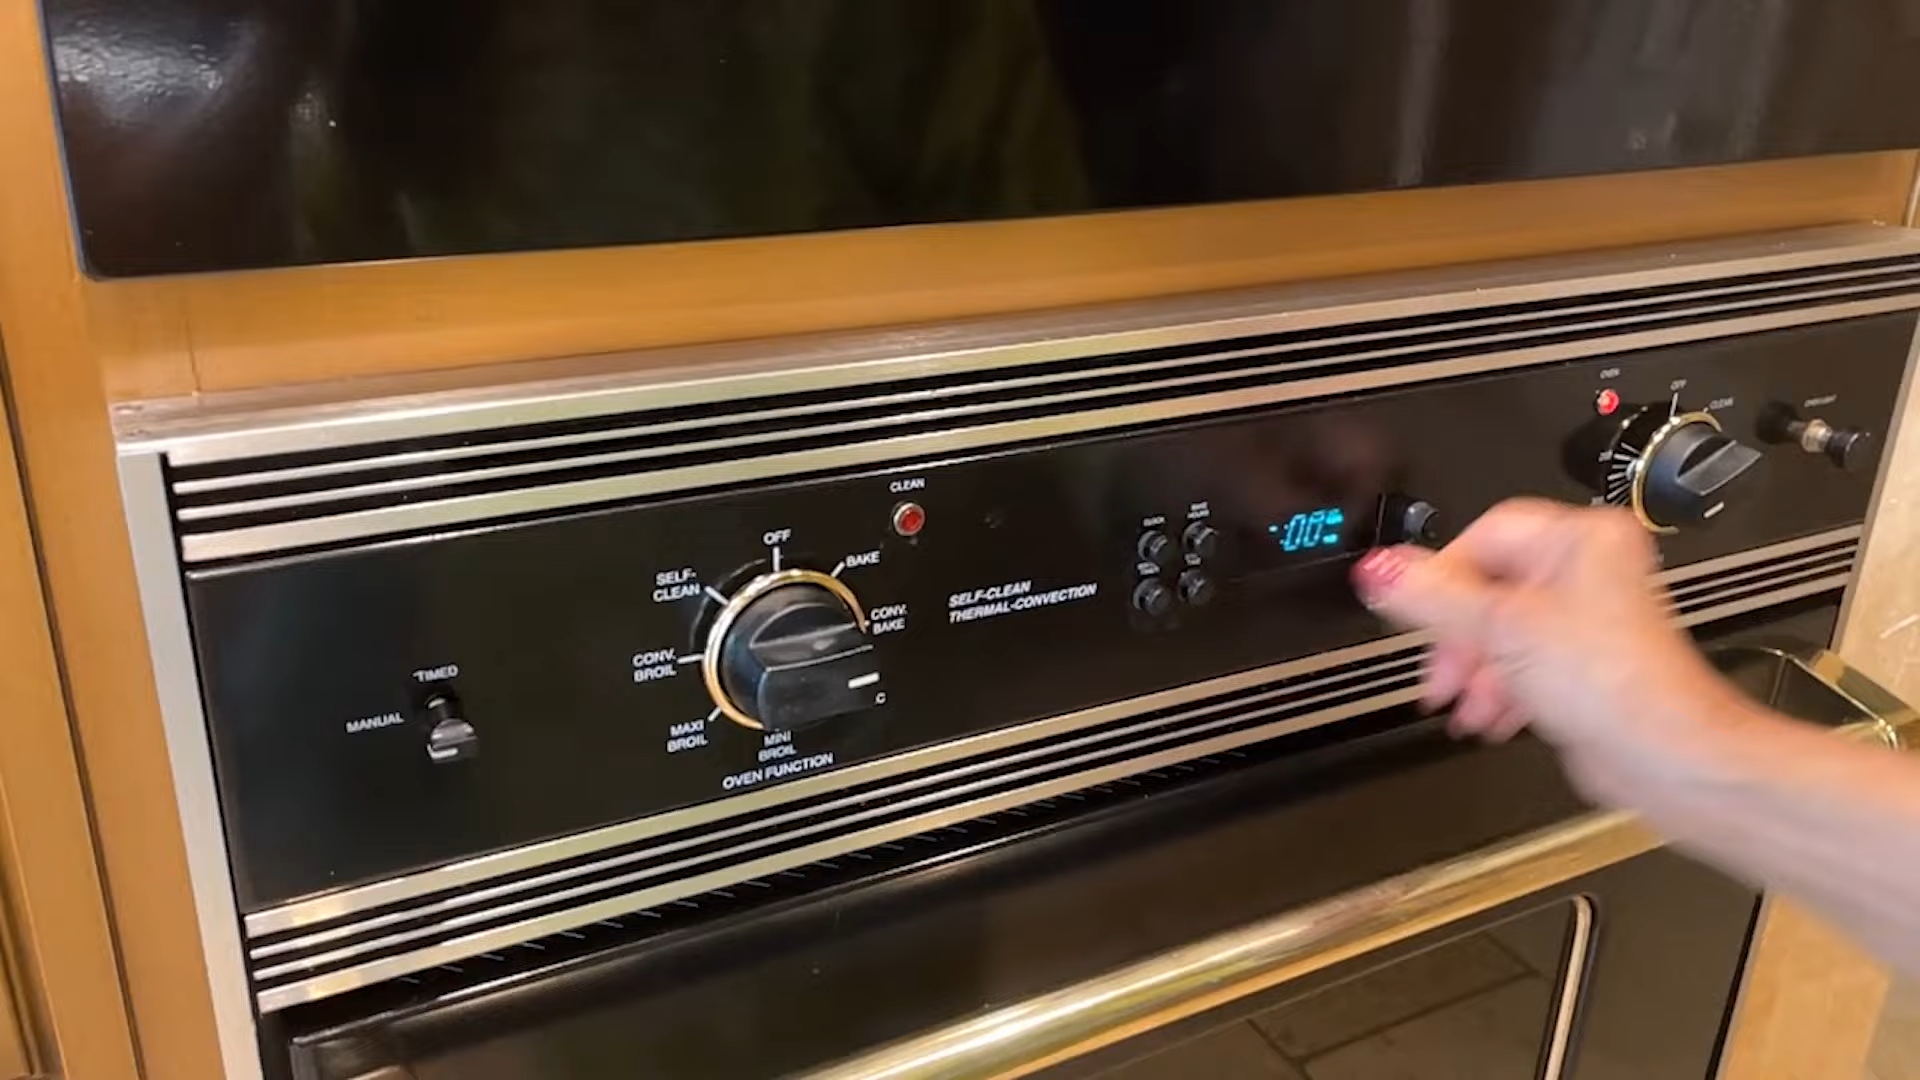 CLEAN
OFF
BAKE
SELF-
CLEAN
CONV.
BAKE
CONV.
BROIL
MAXI
BROIL
MINI
BROIL
OVEN FUNCTION
TIMED
MANUAL
SELF-CLEAN
THERMAL-CONVECTION
CLOCK
:00
OVEN
OFF
CLEAN